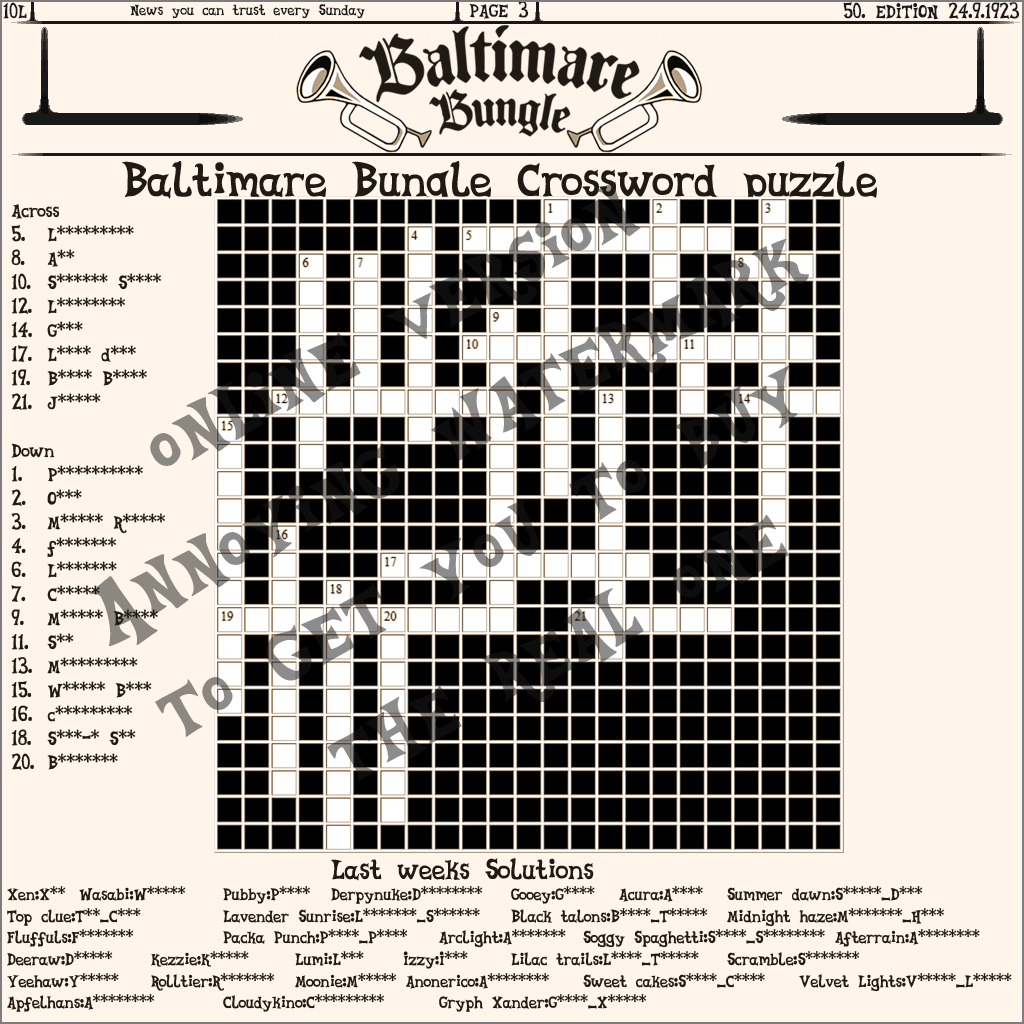 10L News you can trust every Sunday PAGE 3 50. EDITION 24.9.1923
Baltimare
Bungle
Baltimare Bungle Crossword puzzle
Across
5. L*********
8. A**
10. S****** S****
12. L********
14. G***
17. L**** d***
19. B**** B****
21. J*****
Down
1. P**********
2. O***
3. M***** R*****
4. f*******
6. L*******
7. C*****
9. M***** B****
11. S**
13. M*********
15. W***** B***
16. c*********
18. S***-* S**
20. B*******
1 2 3
4 5
6 7 8
9
10 11
12 13 14
15
16
17
18
19 20 21
ONLINE VERSION
ANNOYING WATERMARK
TO GET YOU TO BUY
THE REAL ONE
Last weeks Solutions
Xen:X** Wasabi:W***** Pubby:P**** Derpynuke:D******** Gooey:G**** Acura:A**** Summer dawn:S*****_D***
Top clue:T**_C*** Lavender Sunrise:L*******_S****** Black talons:B****_T***** Midnight haze:M*******_H***
Fluffuls:F******* Packa Punch:P****_P**** Arclight:A******* Soggy Spaghetti:S****_S******** Afterrain:A********
Deeraw:D***** Kezzie:K***** Lumi:L*** izzy:I*** Lilac trails:L****_T***** Scramble:S*******
Yeehaw:Y***** Rolltier:R******* Moonie:M***** Anonerico:A******** Sweet cakes:S****_C**** Velvet Lights:V*****_L*****
Apfelhans:A******** Cloudykino:C********* Gryph Xander:G****_X*****